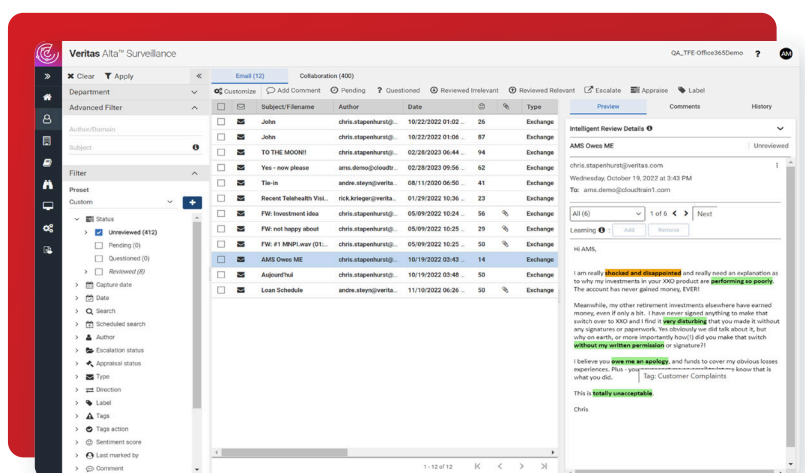 Veritas Alta™ Surveillance
QA_TFE-Office365Demo ? AM
Clear Apply
Department
Advanced Filter
Author/Domain
Subject
Filter
Preset
Custom
Status
Unreviewed (412)
Pending (0)
Questioned (0)
Reviewed (8)
Capture date
Date
Search
Scheduled search
Author
Escalation status
Appraisal status
Type
Direction
Label
Tags
Tags action
Sentiment score
Last marked by
Comment
Email (12) Collaboration (400)
Customize Add Comment Pending ? Questioned Reviewed Irrelevant Reviewed Relevant Escalate Appraise Label
Subject/Filename Author Date Type
John chris.stapenhurst@... 10/22/2022 01:02 ... 26 Exchange
John chris.stapenhurst@... 10/22/2022 01:06 ... 87 Exchange
TO THE MOON!! chris.stapenhurst@... 02/28/2023 06:44 ... 94 Exchange
Yes - now please ams.demo@cloudtr... 02/28/2023 09:56 ... 62 Exchange
Tie-in andre.steyn@verita... 08/11/2020 06:50 ... 41 Exchange
Recent Telehealth Visi... rick.krieger@verita... 01/29/2022 10:36 ... 23 Exchange
FW: Investment idea chris.stapenhurst@... 05/09/2022 10:24 ... 56 Exchange
FW: not happy about chris.stapenhurst@... 05/09/2022 10:25 ... 29 Exchange
FW: #1 MNPI.wav (01:... chris.stapenhurst@... 05/09/2022 10:25 ... 50 Exchange
AMS Owes ME chris.stapenhurst@... 10/19/2022 03:43 ... 14 Exchange
Aujourd'hui chris.stapenhurst@... 10/19/2022 03:48 ... 50 Exchange
Loan Schedule andre.steyn@verita... 11/10/2022 06:26 ... 50 Exchange
1 - 12 of 12
Preview Comments History
Intelligent Review Details
AMS Owes ME Unreviewed
chris.stapenhurst@veritas.com
Wednesday, October 19, 2022 at 3:43 PM
To: ams.demo@cloudtrain1.com
All (6) 1 of 6 Next
Learning : Add Remove
Hi AMS,
I am really shocked and disappointed and really need an explanation as
to why my investments in your XXO product are performing so poorly.
The account has never gained money, EVER!
Meanwhile, my other retirement investments elsewhere have earned
money, even if only a bit. I have never signed anything to make that
switch over to XXO and I find it very disturbing that you made it without
any signatures or paperwork. Yes obviously we did talk about it, but
why on earth, or more importantly how(!) did you make that switch
without my written permission or signature?!
I believe you owe me an apology, and funds to cover my obvious losses
experiences. Plus - you know that is
what you did. Tag: Customer Complaints
This is totally unacceptable.
Chris